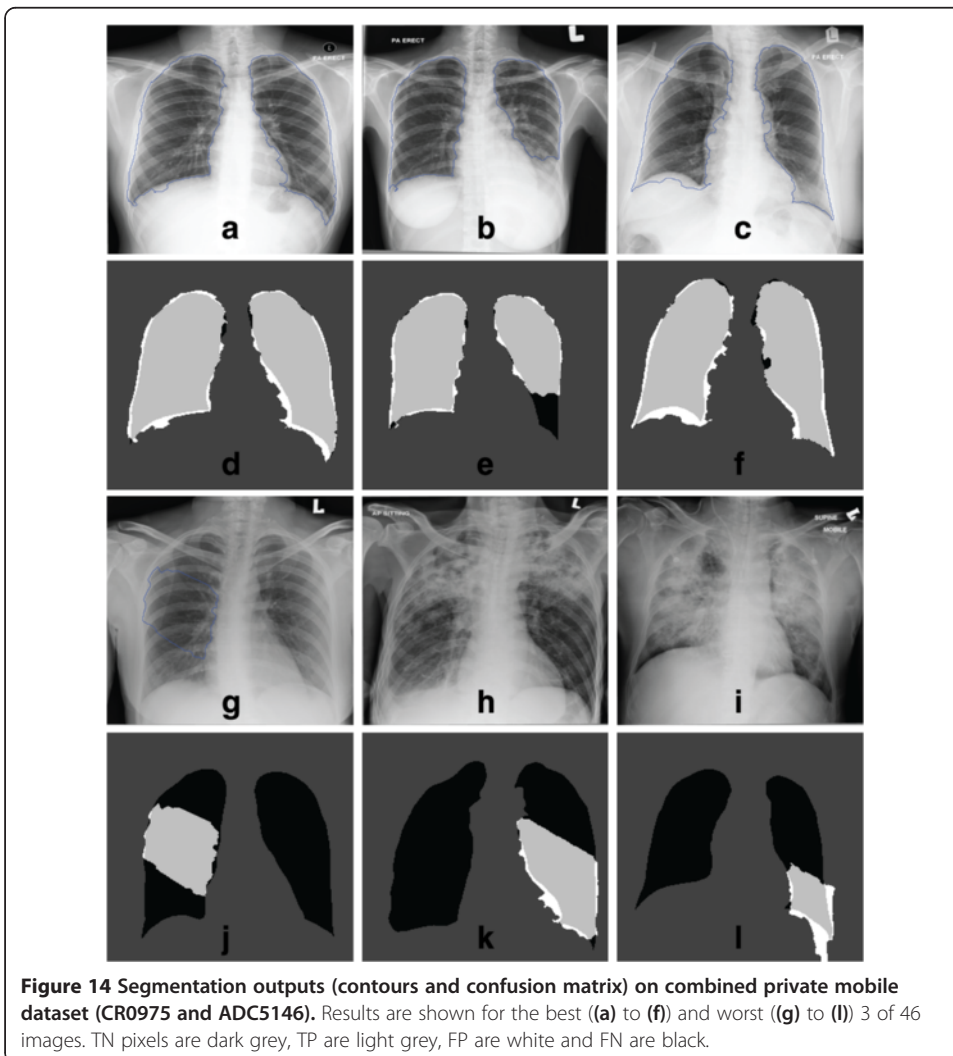 PA ERECT
a
PA ERECT
L
b
L
PA ERECT
c
d
e
f
L
g
AP SITTING
L
h
SUPINE
MOBILE
L
i
j
k
l
Figure 14 Segmentation outputs (contours and confusion matrix) on combined private mobile
dataset (CR0975 and ADC5146). Results are shown for the best ((a) to (f)) and worst ((g) to (l)) 3 of 46
images. TN pixels are dark grey, TP are light grey, FP are white and FN are black.